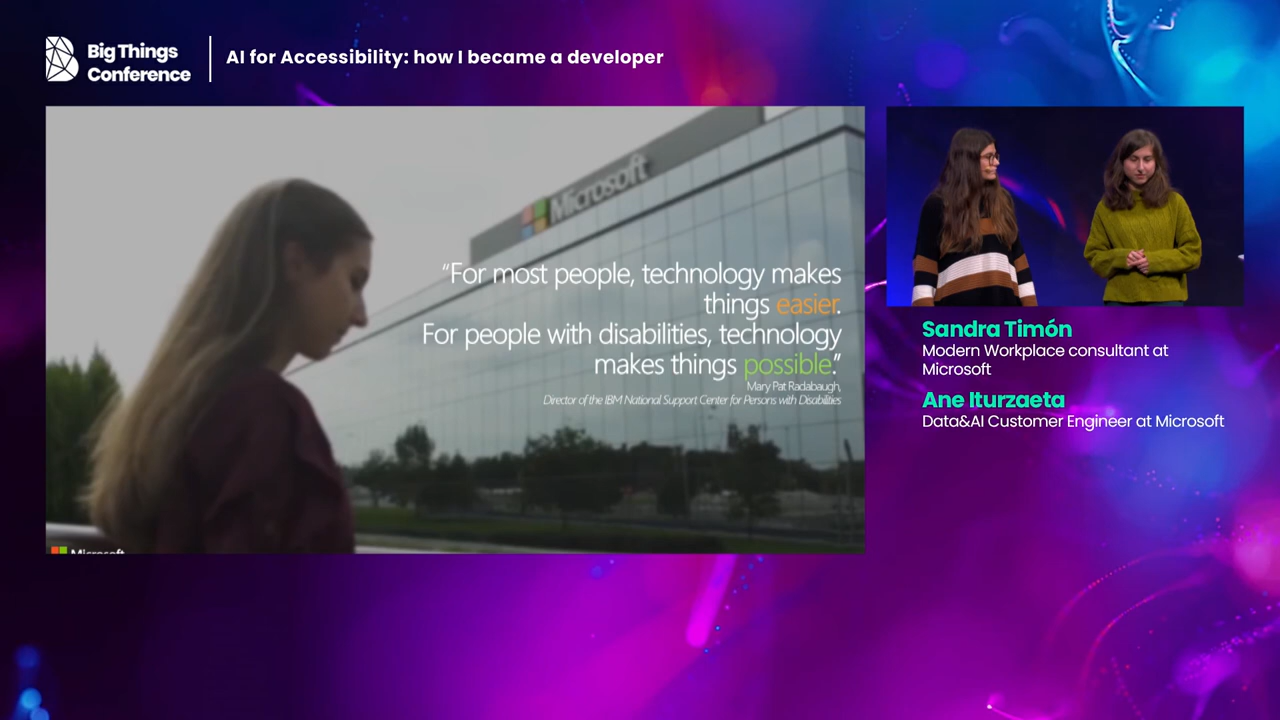 Big Things
Conference
AI for Accessibility: how I became a developer
Microsoft
“For most people, technology makes
things easier.
For people with disabilities, technology
makes things possible.”
Mary Pat Radabaugh,
Director of the IBM National Support Center for Persons with Disabilities
Microsoft
Sandra Timón
Modern Workplace consultant at
Microsoft
Ane Iturzaeta
Data&AI Customer Engineer at Microsoft